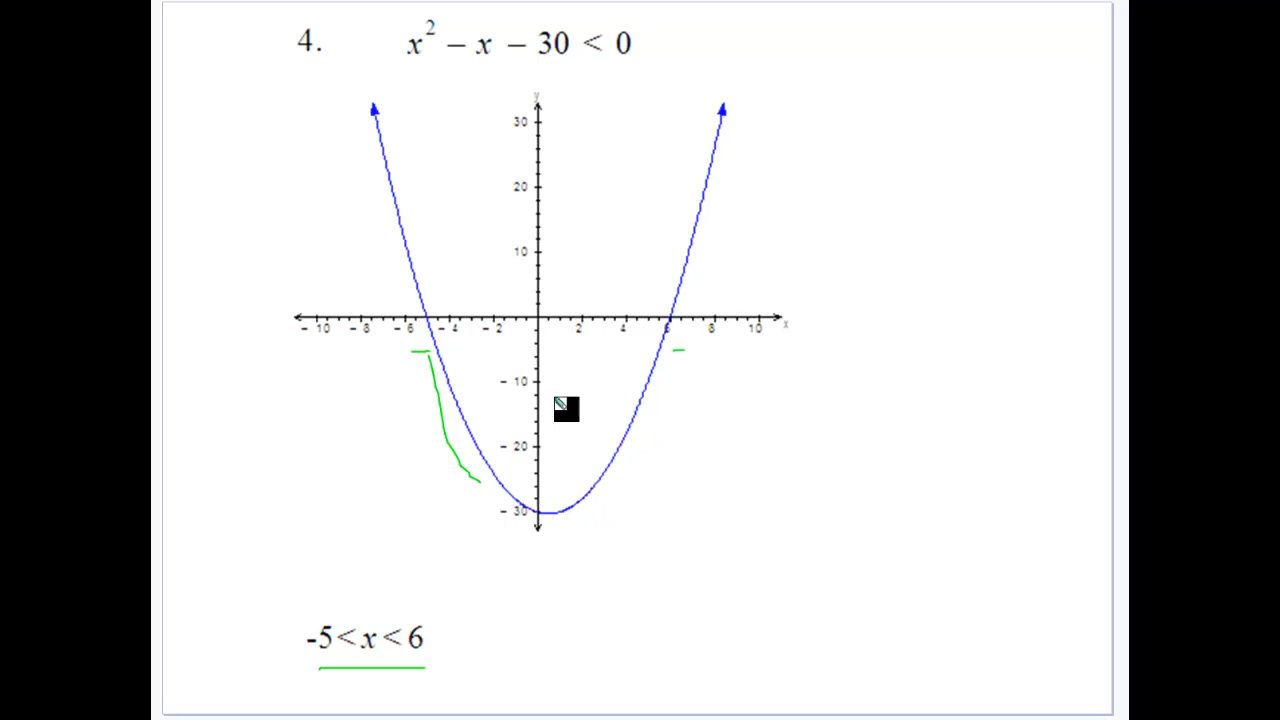 4. x² – x – 30 < 0
y
30
20
10
– 10 – 8 – 6 – 4 – 2 2 4 6 8 10 x
– 10
– 20
– 30
-5 < x < 6